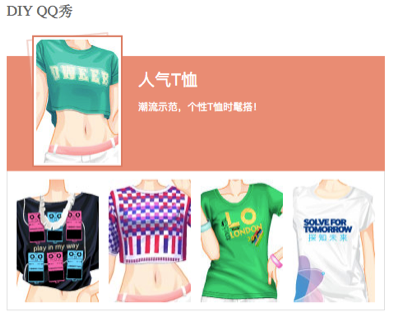 DIY QQ秀
QWEER
人气T恤
潮流示范，个性T恤时髦搭！
play in my way
LO
LONDON
SOLVE FOR
TOMORROW
探知未来